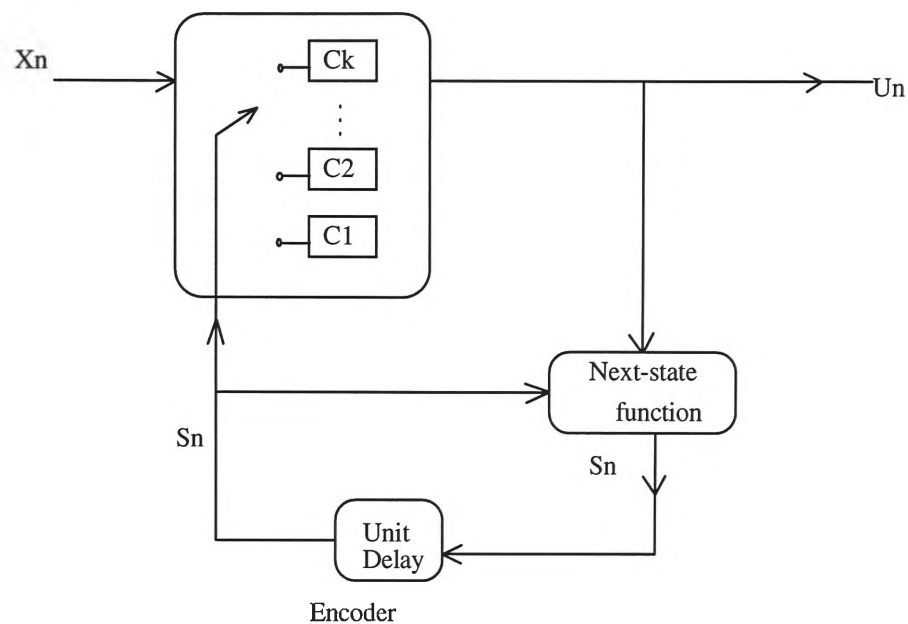 Xn
Ck
Un
C2
C1
Next-state
function
Sn
Sn
Unit
Delay
Encoder